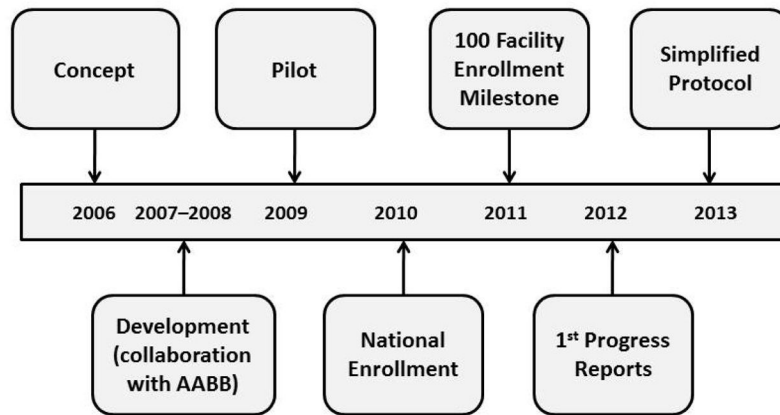 Concept
Pilot
100 Facility
Enrollment
Milestone
Simplified
Protocol
2006 2007–2008 2009 2010 2011 2012 2013
Development
(collaboration
with AABB)
National
Enrollment
1st Progress
Reports